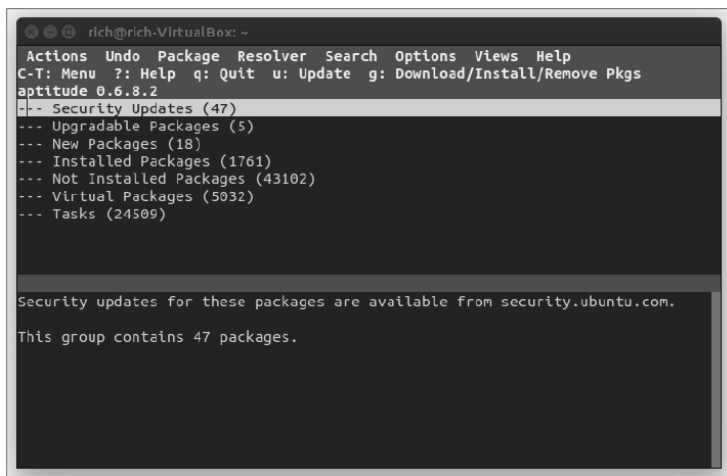 rich@rich-VirtualBox: ~
Actions Undo Package Resolver Search Options Views Help
C-T: Menu ?: Help q: Quit u: Update g: Download/Install/Remove Pkgs
aptitude 0.6.8.2
--- Security Updates (47)
--- Upgradable Packages (5)
--- New Packages (18)
--- Installed Packages (1761)
--- Not Installed Packages (43102)
--- Virtual Packages (5032)
--- Tasks (24509)
Security updates for these packages are available from security.ubuntu.com.
This group contains 47 packages.